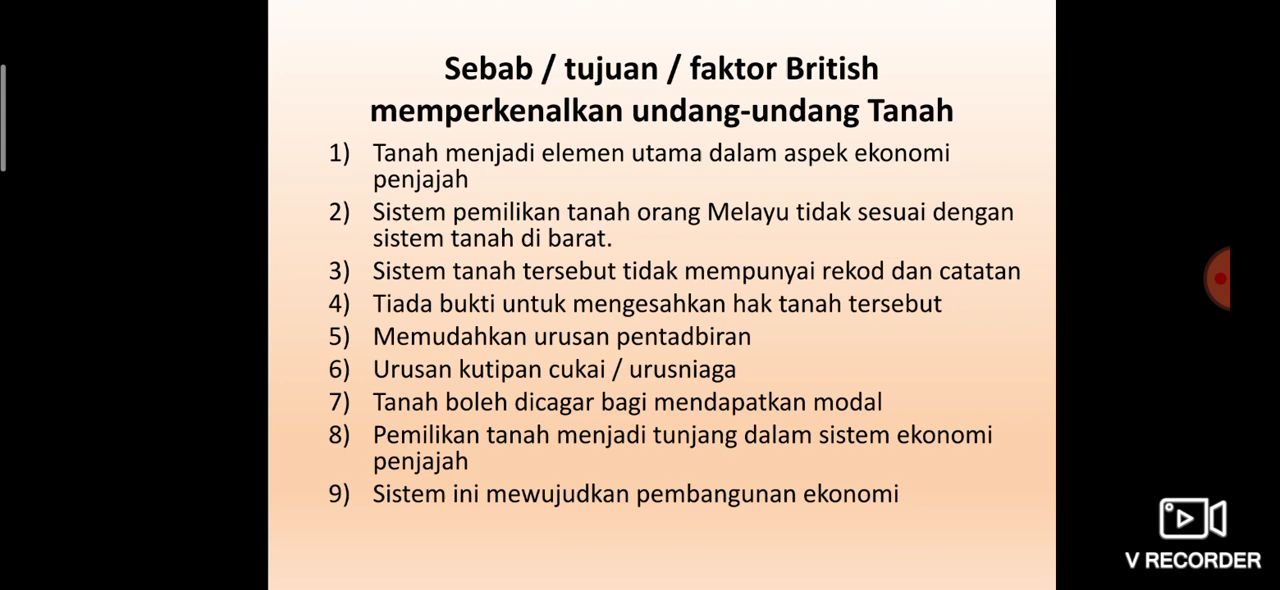 Sebab / tujuan / faktor British
memperkenalkan undang-undang Tanah
1) Tanah menjadi elemen utama dalam aspek ekonomi
penjajah
2) Sistem pemilikan tanah orang Melayu tidak sesuai dengan
sistem tanah di barat.
3) Sistem tanah tersebut tidak mempunyai rekod dan catatan
4) Tiada bukti untuk mengesahkan hak tanah tersebut
5) Memudahkan urusan pentadbiran
6) Urusan kutipan cukai / urusniaga
7) Tanah boleh dicagar bagi mendapatkan modal
8) Pemilikan tanah menjadi tunjang dalam sistem ekonomi
penjajah
9) Sistem ini mewujudkan pembangunan ekonomi
V RECORDER